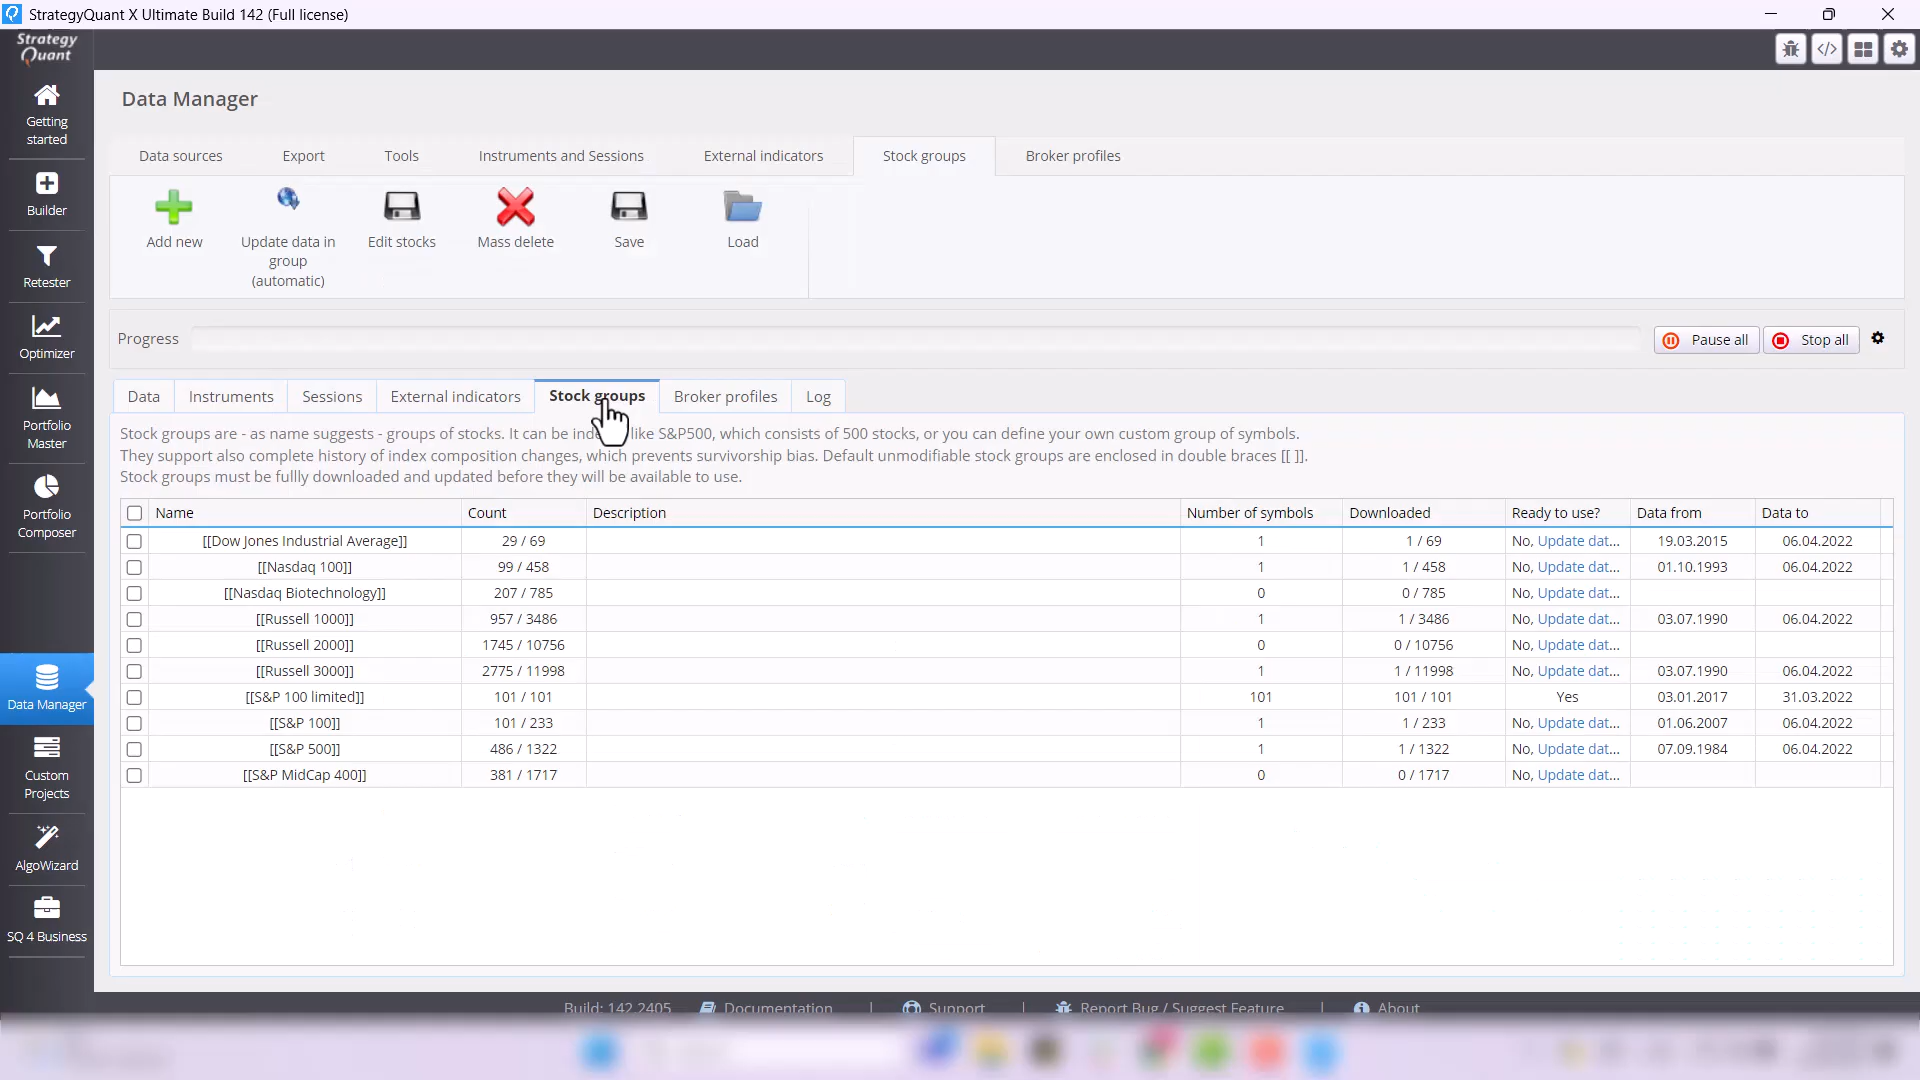 StrategyQuant X Ultimate Build 142 (Full license)
Strategy
Quant
Getting
started
Builder
Retester
Optimizer
Portfolio
Master
Portfolio
Composer
Data Manager
Custom
Projects
AlgoWizard
SQ 4 Business
Data Manager
Data sources Export Tools Instruments and Sessions External indicators Stock groups Broker profiles
Add new Update data in group (automatic) Edit stocks Mass delete Save Load
Progress Pause all Stop all
Data Instruments Sessions External indicators Stock groups Broker profiles Log
Stock groups are - as name suggests - groups of stocks. It can be like S&P500, which consists of 500 stocks, or you can define your own custom group of symbols.
They support also complete history of index composition changes, which prevents survivorship bias. Default unmodifiable stock groups are enclosed in double braces [[ ]].
Stock groups must be fullly downloaded and updated before they will be available to use.
Name Count Description Number of symbols Downloaded Ready to use? Data from Data to
[[Dow Jones Industrial Average]] 29 / 69 1 1 / 69 No, Update dat... 19.03.2015 06.04.2022
[[Nasdaq 100]] 99 / 458 1 1 / 458 No, Update dat... 01.10.1993 06.04.2022
[[Nasdaq Biotechnology]] 207 / 785 0 0 / 785 No, Update dat...
[[Russell 1000]] 957 / 3486 1 1 / 3486 No, Update dat... 03.07.1990 06.04.2022
[[Russell 2000]] 1745 / 10756 0 0 / 10756 No, Update dat...
[[Russell 3000]] 2775 / 11998 1 1 / 11998 No, Update dat... 03.07.1990 06.04.2022
[[S&P 100 limited]] 101 / 101 101 101 / 101 Yes 03.01.2017 31.03.2022
[[S&P 100]] 101 / 233 1 1 / 233 No, Update dat... 01.06.2007 06.04.2022
[[S&P 500]] 486 / 1322 1 1 / 1322 No, Update dat... 07.09.1984 06.04.2022
[[S&P MidCap 400]] 381 / 1717 0 0 / 1717 No, Update dat...
Build: 142.2405 Documentation | Support | Report Bug / Suggest Feature | About